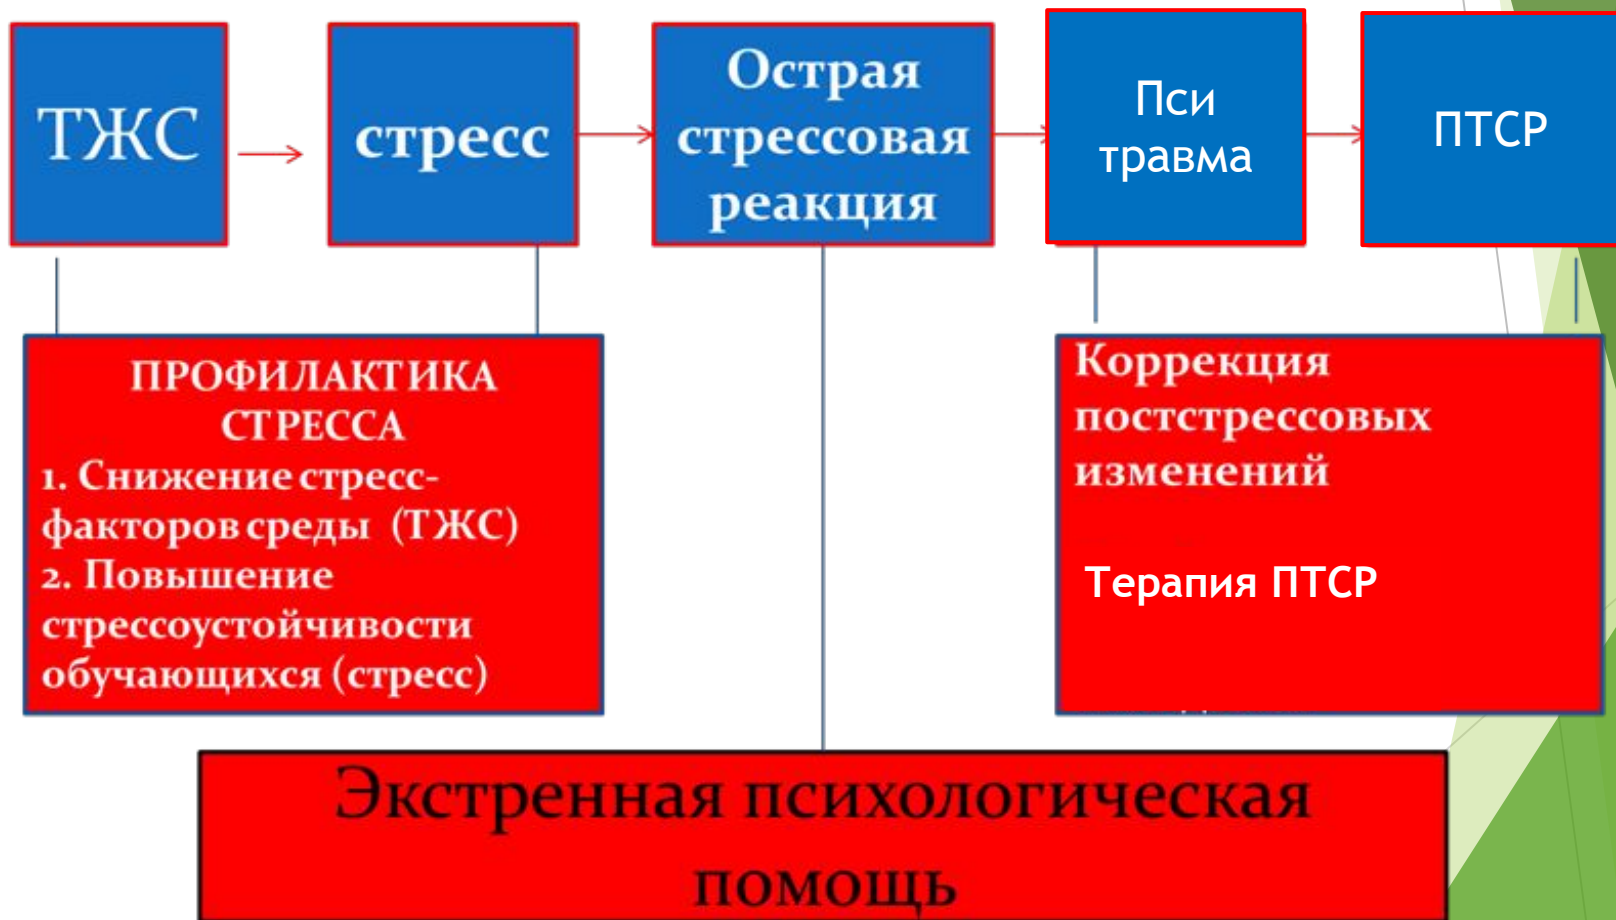 ТЖС
стресс
Острая
стрессовая
реакция
Пси
травма
ПТСР
ПРОФИЛАКТИКА
СТРЕССА
1. Снижение стресс-
факторов среды (ТЖС)
2. Повышение
стрессоустойчивости
обучающихся (стресс)
Коррекция
постстрессовых
изменений
Терапия ПТСР
Экстренная психологическая
помощь